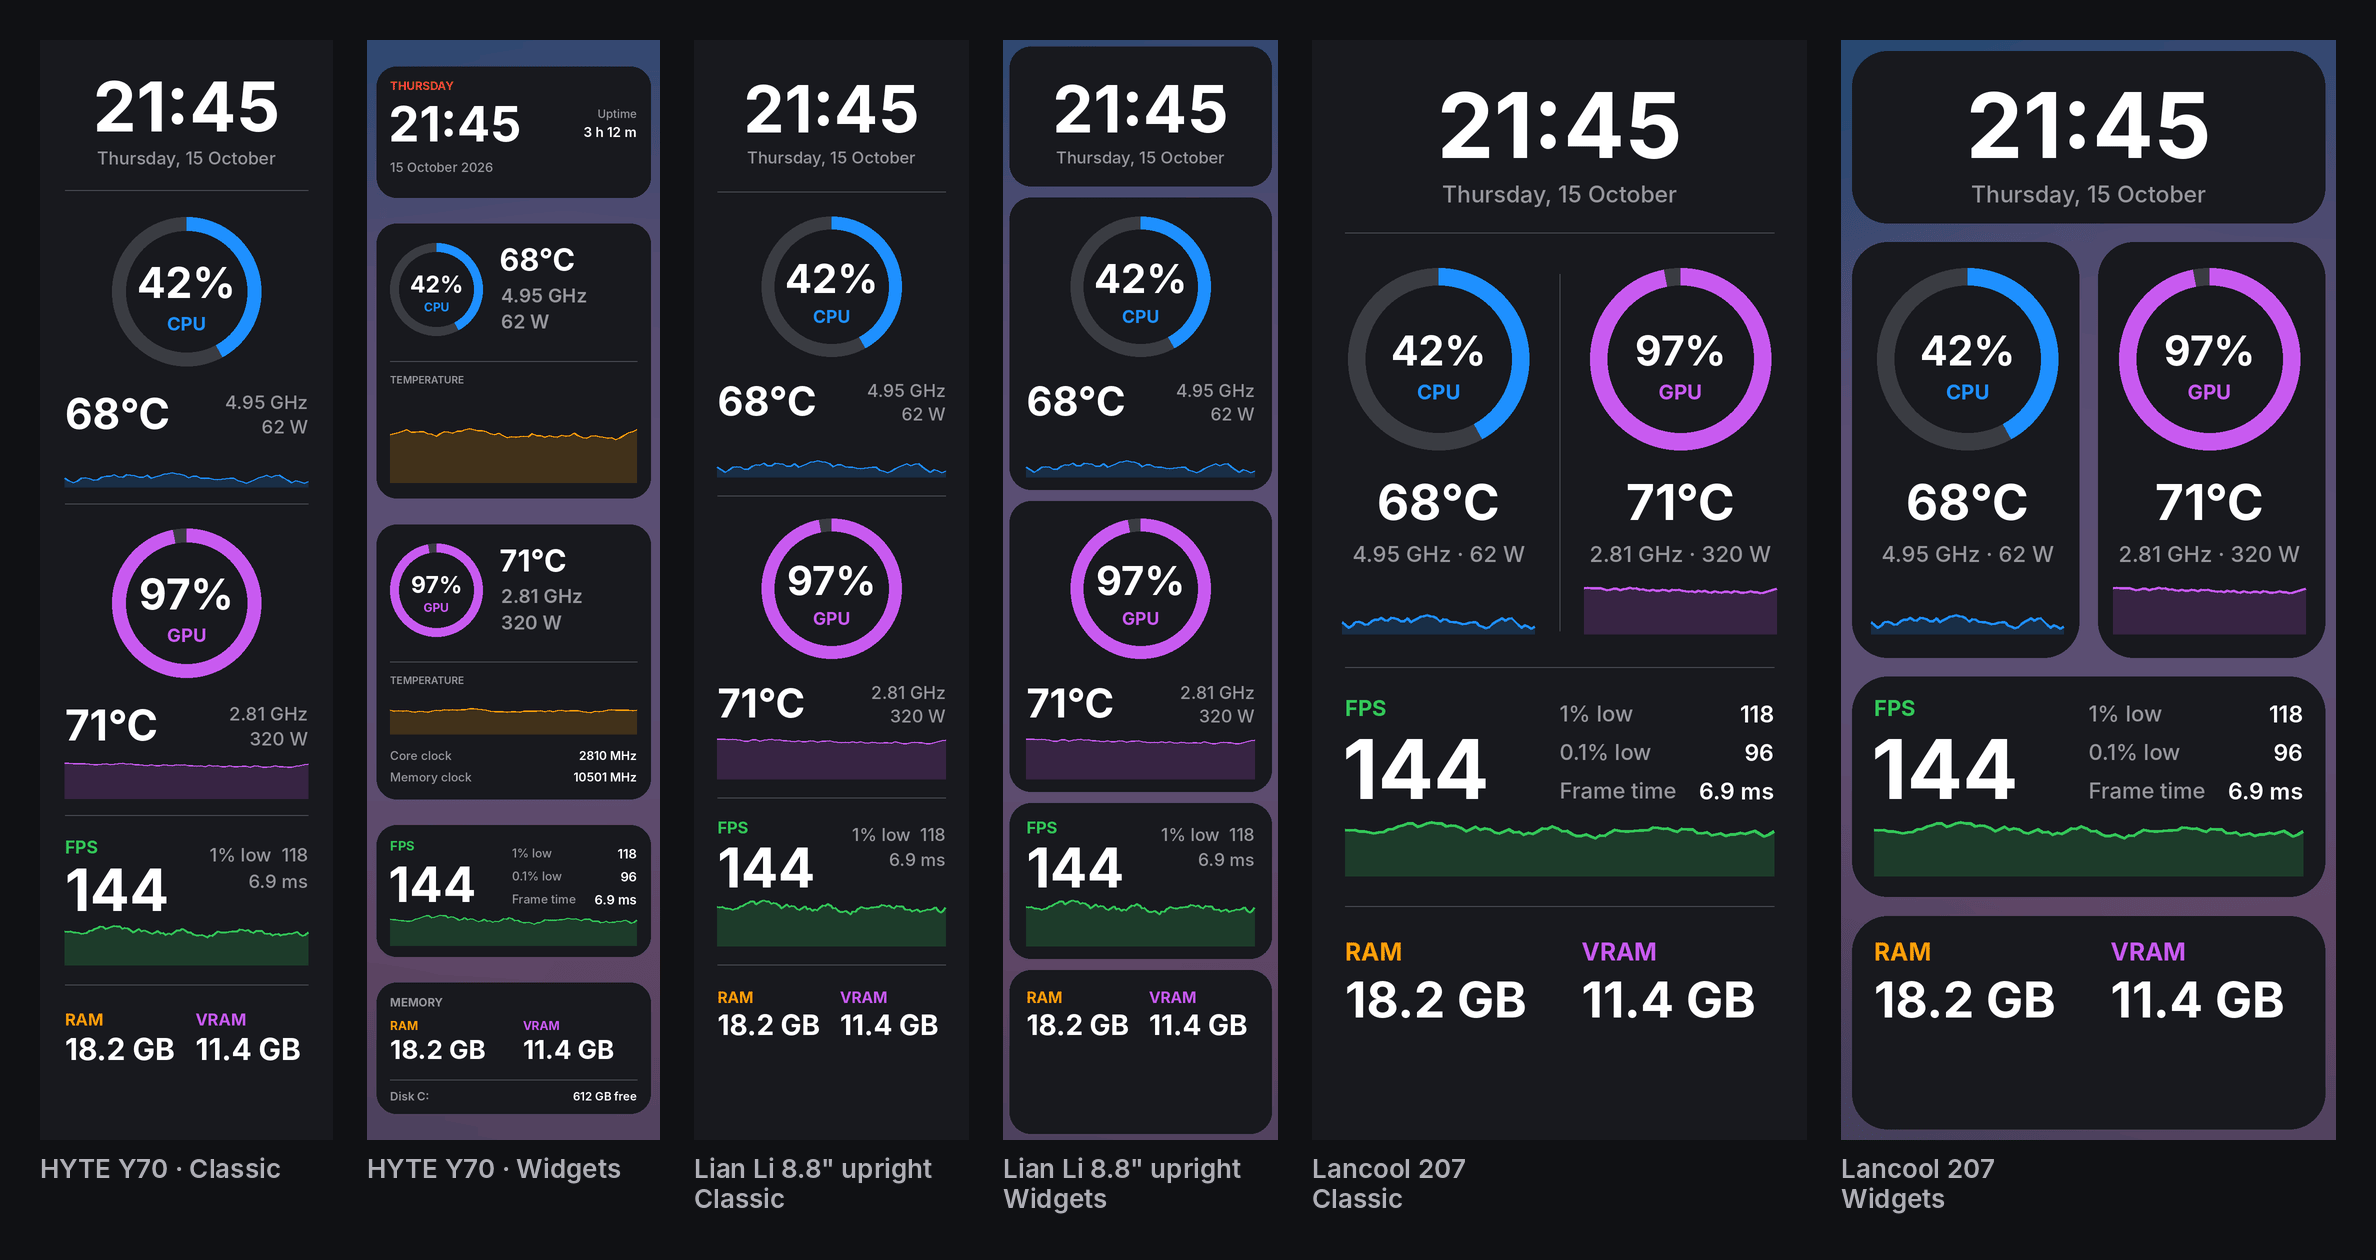 21:45
Thursday, 15 October
42%
CPU
68°C
4.95 GHz
62 W
97%
GPU
71°C
2.81 GHz
320 W
FPS
144
1% low 118
6.9 ms
RAM
18.2 GB
VRAM
11.4 GB
HYTE Y70 · Classic
THURSDAY
21:45
15 October 2026
Uptime
3 h 12 m
42%
CPU
68°C
4.95 GHz
62 W
TEMPERATURE
97%
GPU
71°C
2.81 GHz
320 W
TEMPERATURE
Core clock 2810 MHz
Memory clock 10501 MHz
FPS
144
1% low 118
0.1% low 96
Frame time 6.9 ms
MEMORY
RAM
18.2 GB
VRAM
11.4 GB
Disk C: 612 GB free
HYTE Y70 · Widgets
21:45
Thursday, 15 October
42%
CPU
68°C
4.95 GHz
62 W
97%
GPU
71°C
2.81 GHz
320 W
FPS
144
1% low 118
6.9 ms
RAM
18.2 GB
VRAM
11.4 GB
Lian Li 8.8" upright
Classic
21:45
Thursday, 15 October
42%
CPU
68°C
4.95 GHz
62 W
97%
GPU
71°C
2.81 GHz
320 W
FPS
144
1% low 118
6.9 ms
RAM
18.2 GB
VRAM
11.4 GB
Lian Li 8.8" upright
Widgets
21:45
Thursday, 15 October
42%
CPU
68°C
4.95 GHz · 62 W
97%
GPU
71°C
2.81 GHz · 320 W
FPS
144
1% low 118
0.1% low 96
Frame time 6.9 ms
RAM
18.2 GB
VRAM
11.4 GB
Lancool 207
Classic
21:45
Thursday, 15 October
42%
CPU
68°C
4.95 GHz · 62 W
97%
GPU
71°C
2.81 GHz · 320 W
FPS
144
1% low 118
0.1% low 96
Frame time 6.9 ms
RAM
18.2 GB
VRAM
11.4 GB
Lancool 207
Widgets